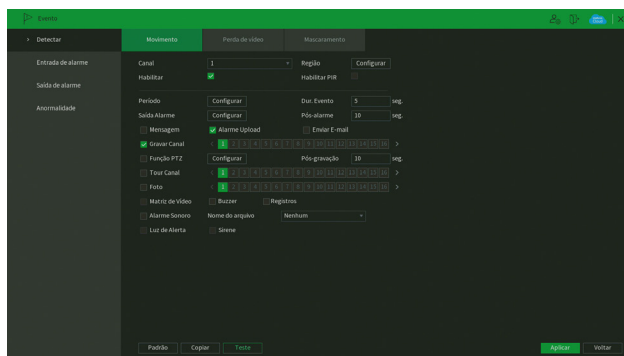 Evento
Detectar
Entrada de alarme
Saída de alarme
Anormalidade
Movimento Perda de vídeo Mascaramento
Canal 1 Região Configurar
Habilitar Habilitar PIR
Período Configurar Dur. Evento 5 seg.
Saída Alarme Configurar Pós-alarme 10 seg.
Mensagem Alarme Upload Enviar E-mail
Gravar Canal < 1 2 3 4 5 6 7 8 9 10 11 12 13 14 15 16 >
Função PTZ Configurar Pós-gravação 10 seg.
Tour Canal < 1 2 3 4 5 6 7 8 9 10 11 12 13 14 15 16 >
Foto < 1 2 3 4 5 6 7 8 9 10 11 12 13 14 15 16 >
Matriz de Vídeo Buzzer Registros
Alarme Sonoro Nome do arquivo Nenhum
Luz de Alerta Sirene
Padrão Copiar Teste Aplicar Voltar